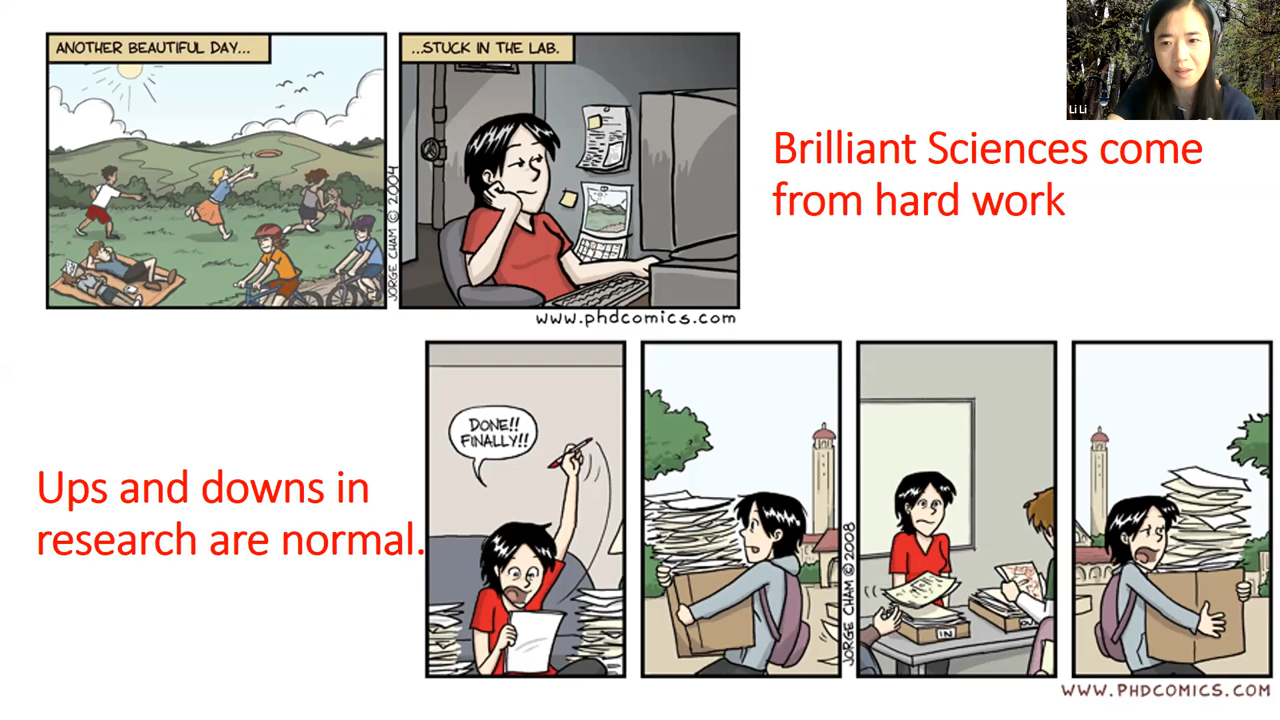 ANOTHER BEAUTIFUL DAY...
...STUCK IN THE LAB.
JORGE CHAM © 2004
www.phdcomics.com
Li Li
Brilliant Sciences come
from hard work
Ups and downs in
research are normal.
DONE!!
FINALLY!!
JORGE CHAM © 2008
IN
WWW.PHDCOMICS.COM